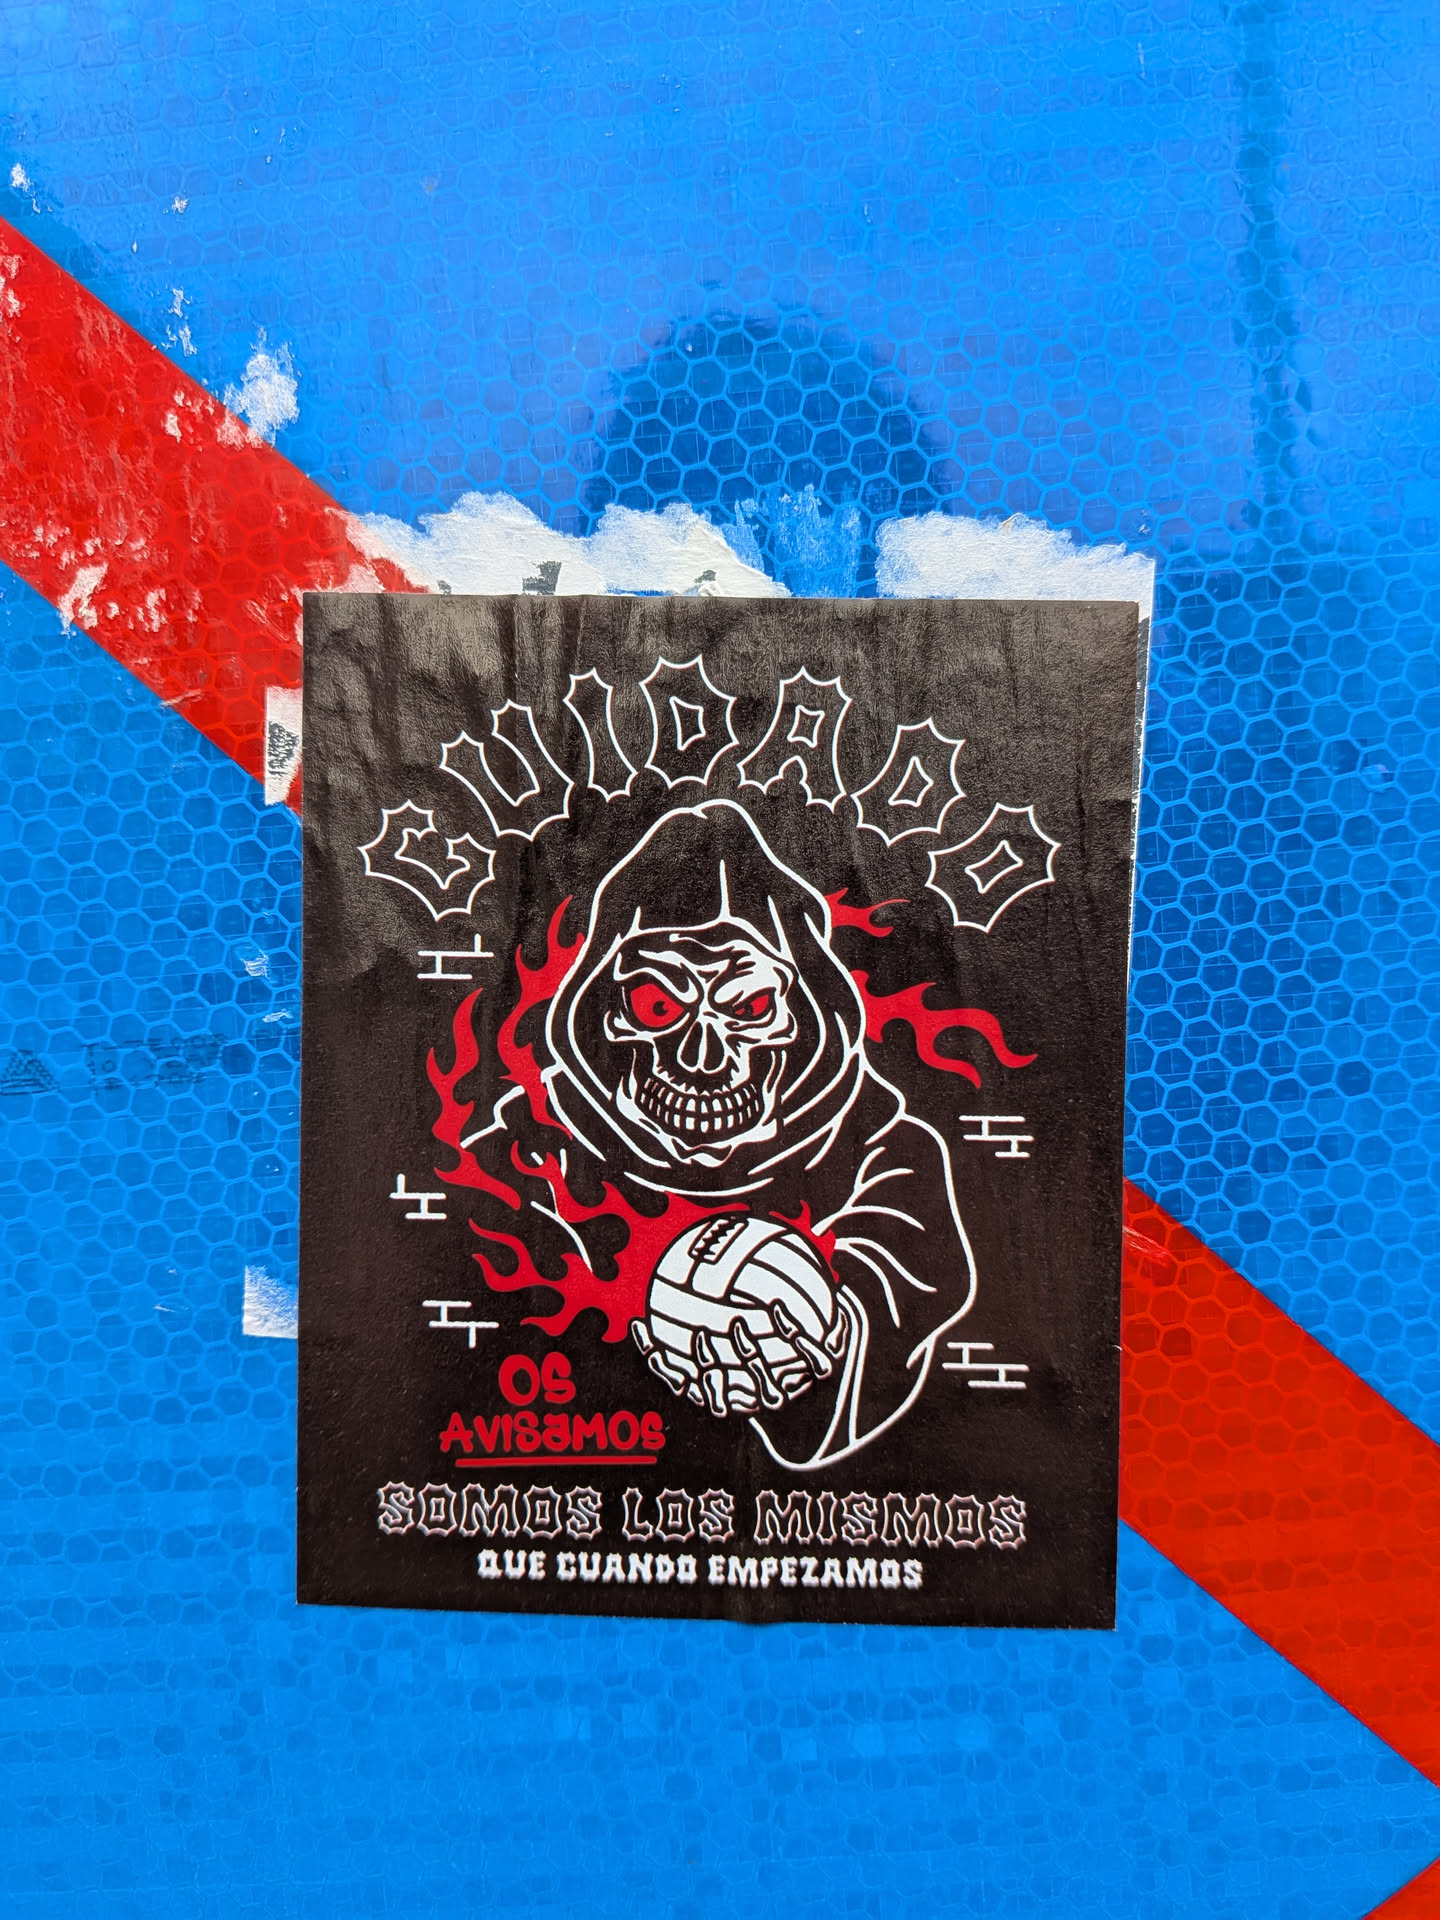 CUIDADO
OS
AVISAMOS
SOMOS LOS MISMOS
QUE CUANDO EMPEZAMOS